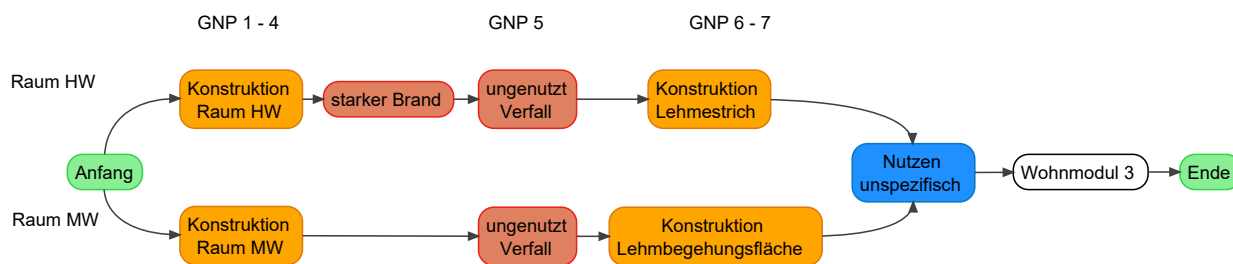 GNP 1 - 4
GNP 5
GNP 6 - 7
Raum HW
Konstruktion
Raum HW
starker Brand
ungenutzt
Verfall
Konstruktion
Lehmestrich
Anfang
Nutzen
unspezifisch
Wohnmodul 3
Ende
Raum MW
Konstruktion
Raum MW
ungenutzt
Verfall
Konstruktion
Lehmbegehungsfläche